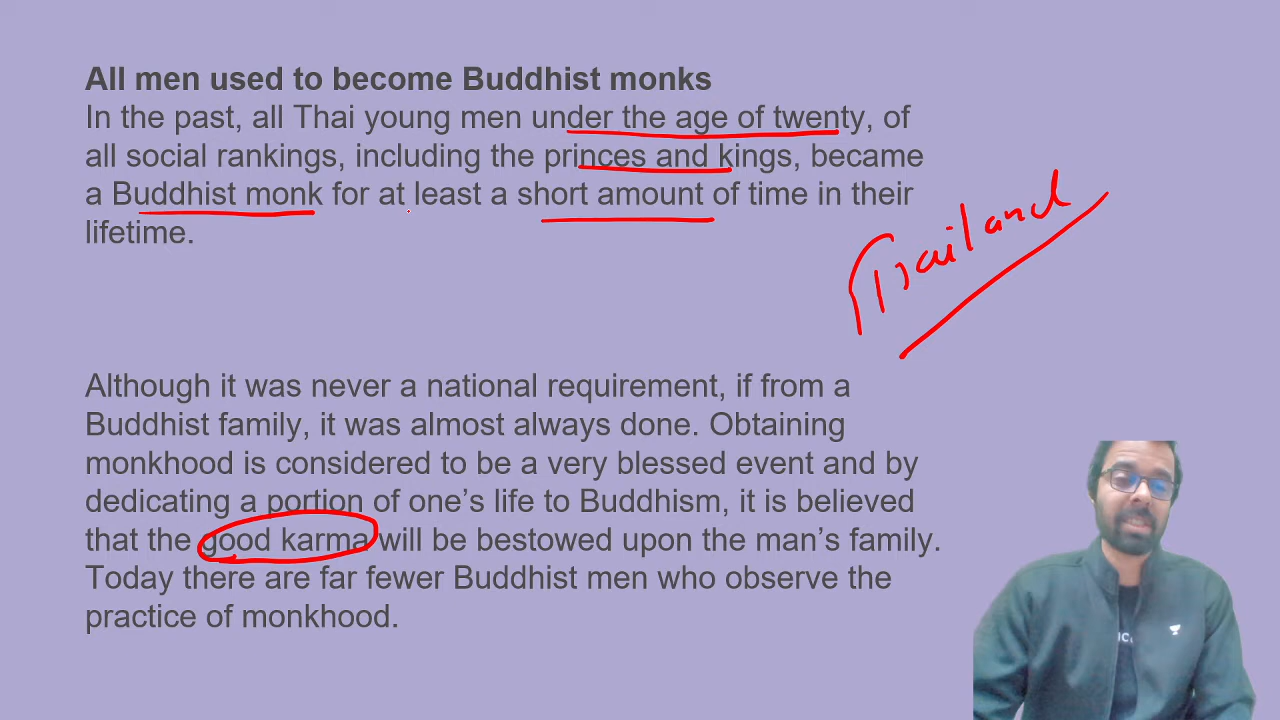 All men used to become Buddhist monks
In the past, all Thai young men under the age of twenty, of
all social rankings, including the princes and kings, became
a Buddhist monk for at least a short amount of time in their
lifetime.
Thailand
Although it was never a national requirement, if from a
Buddhist family, it was almost always done. Obtaining
monkhood is considered to be a very blessed event and by
dedicating a portion of one’s life to Buddhism, it is believed
that the good karma will be bestowed upon the man’s family.
Today there are far fewer Buddhist men who observe the
practice of monkhood.